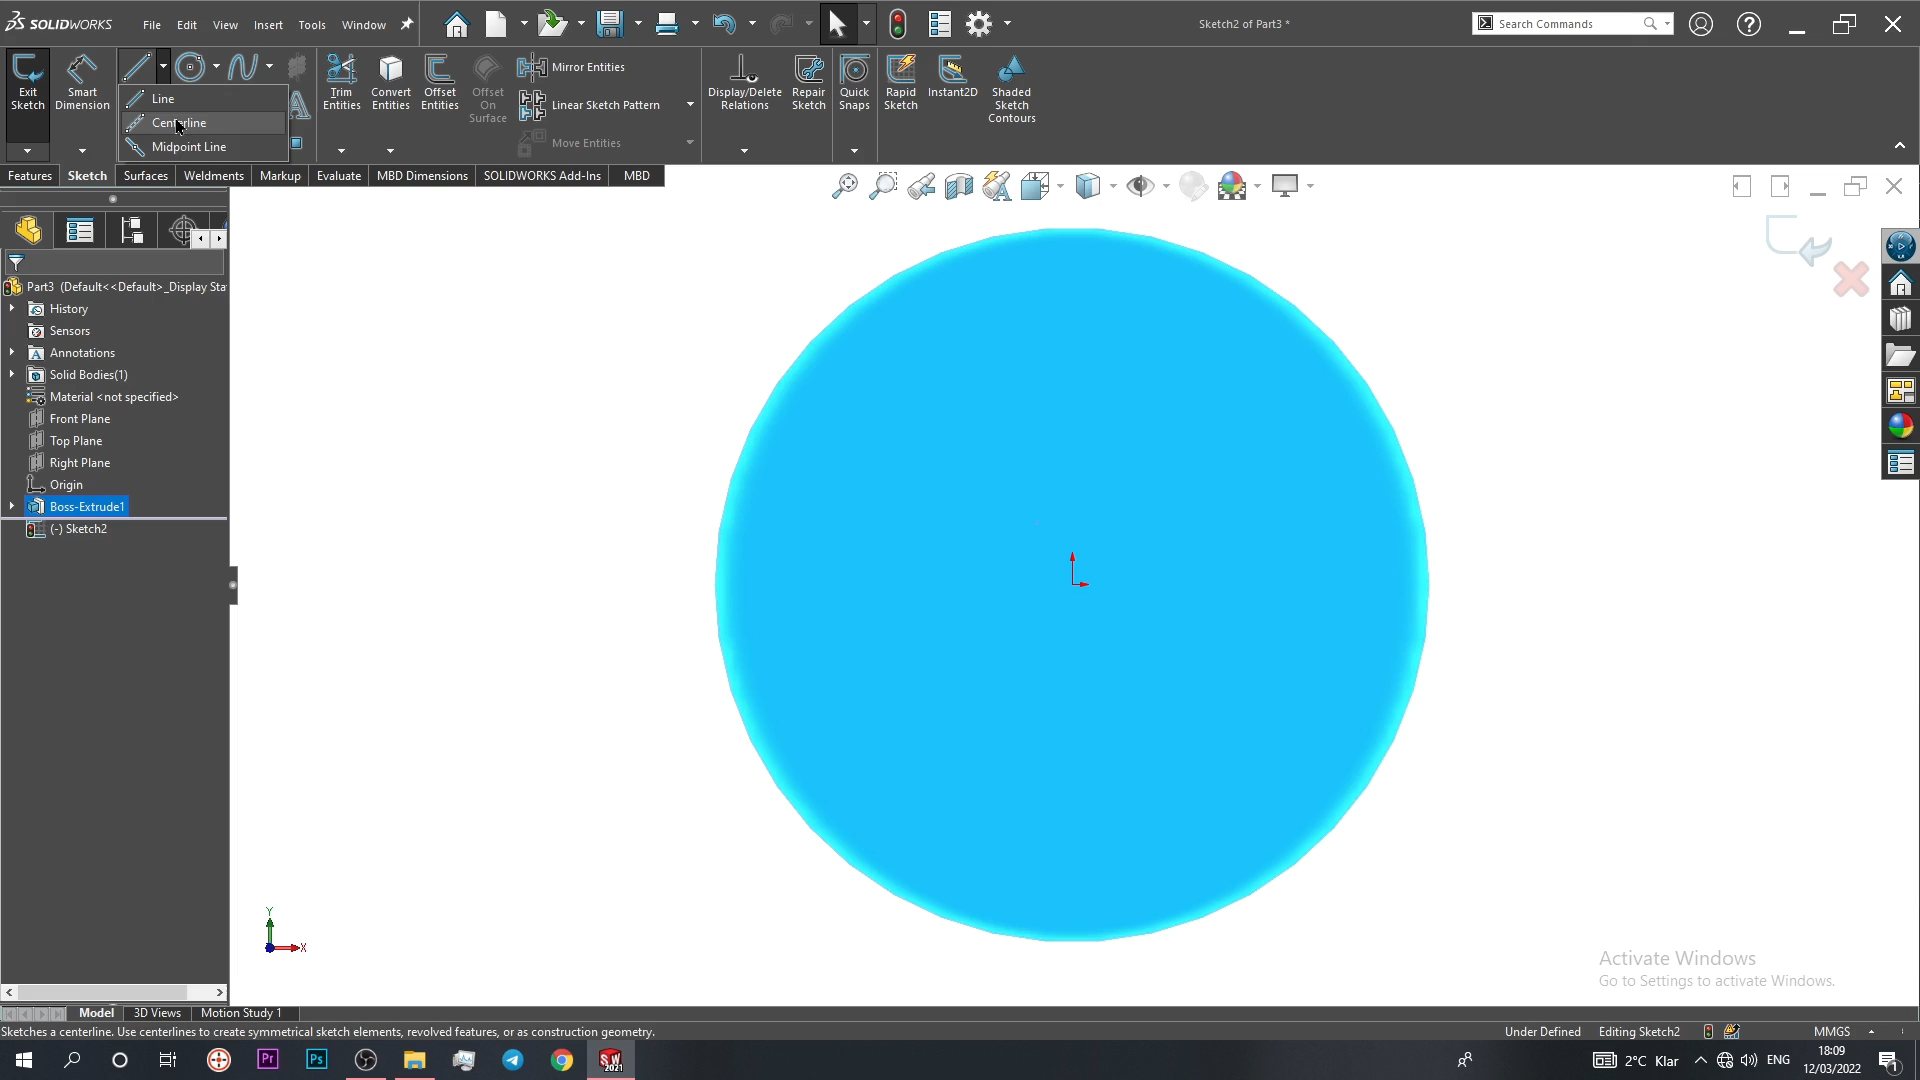 SOLIDWORKS File Edit View Insert Tools Window Sketch2 of Part3 * Search Commands
Exit Sketch
Smart Dimension
Line
Centerline
Midpoint Line
Trim Entities
Convert Entities
Offset Entities
Offset On Surface
Mirror Entities
Linear Sketch Pattern
Move Entities
Display/Delete Relations
Repair Sketch
Quick Snaps
Rapid Sketch
Instant2D
Shaded Sketch Contours
Features Sketch Surfaces Weldments Markup Evaluate MBD Dimensions SOLIDWORKS Add-Ins MBD
Part3 (Default<<Default>_Display Sta
History
Sensors
Annotations
Solid Bodies(1)
Material <not specified>
Front Plane
Top Plane
Right Plane
Origin
Boss-Extrude1
(-) Sketch2
Y
X
Activate Windows
Go to Settings to activate Windows.
Model 3D Views Motion Study 1
Sketches a centerline. Use centerlines to create symmetrical sketch elements, revolved features, or as construction geometry. Under Defined Editing Sketch2 MMGS
Pr Ps SW 2021 2°C Klar ENG 18:09
12/03/2022 1